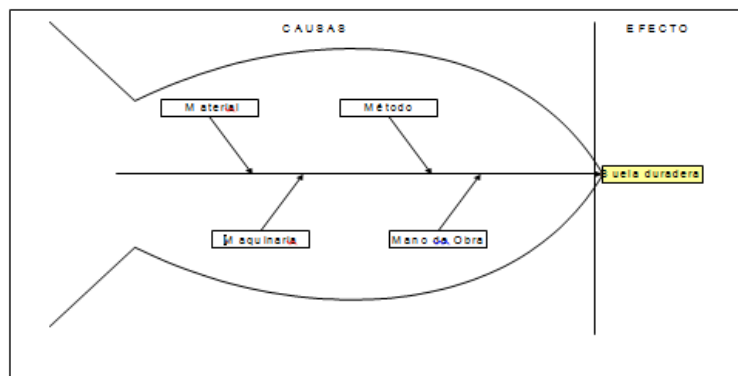 CAUSAS
EFECTO
Material
Método
Suela duradera
Maquinaria
Mano de Obra